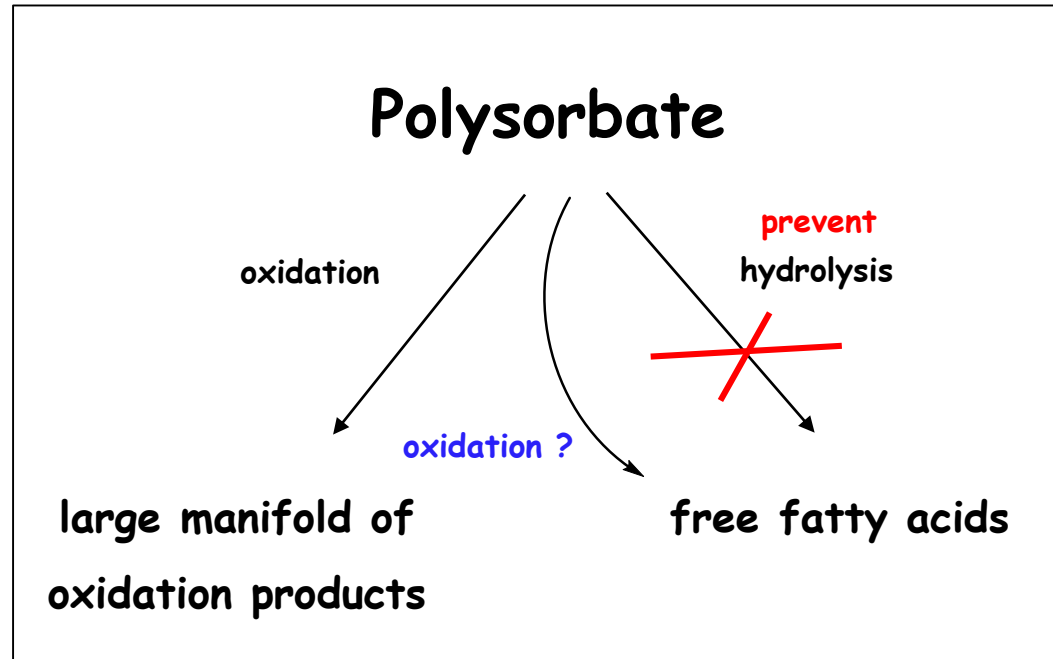 Polysorbate
prevent
oxidation
hydrolysis
oxidation ?
large manifold of
free fatty acids
oxidation products